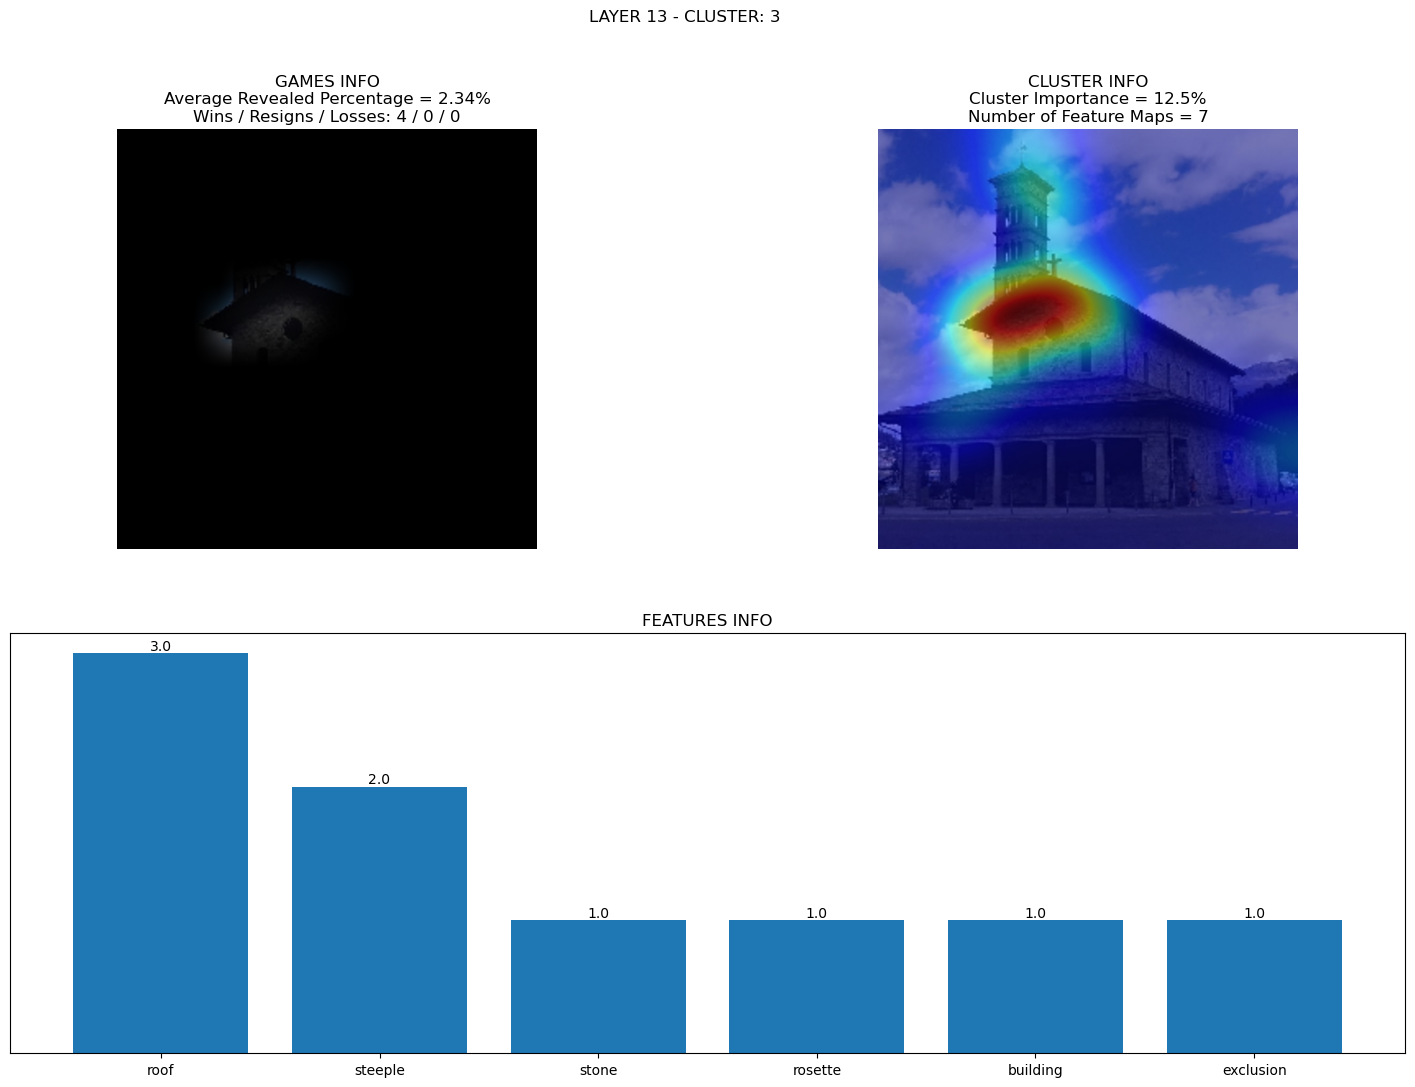 LAYER 13 - CLUSTER: 3
GAMES INFO
Average Revealed Percentage = 2.34%
Wins / Resigns / Losses: 4 / 0 / 0
CLUSTER INFO
Cluster Importance = 12.5%
Number of Feature Maps = 7
FEATURES INFO
3.0
2.0
1.0
1.0
1.0
1.0
roof
steeple
stone
rosette
building
exclusion